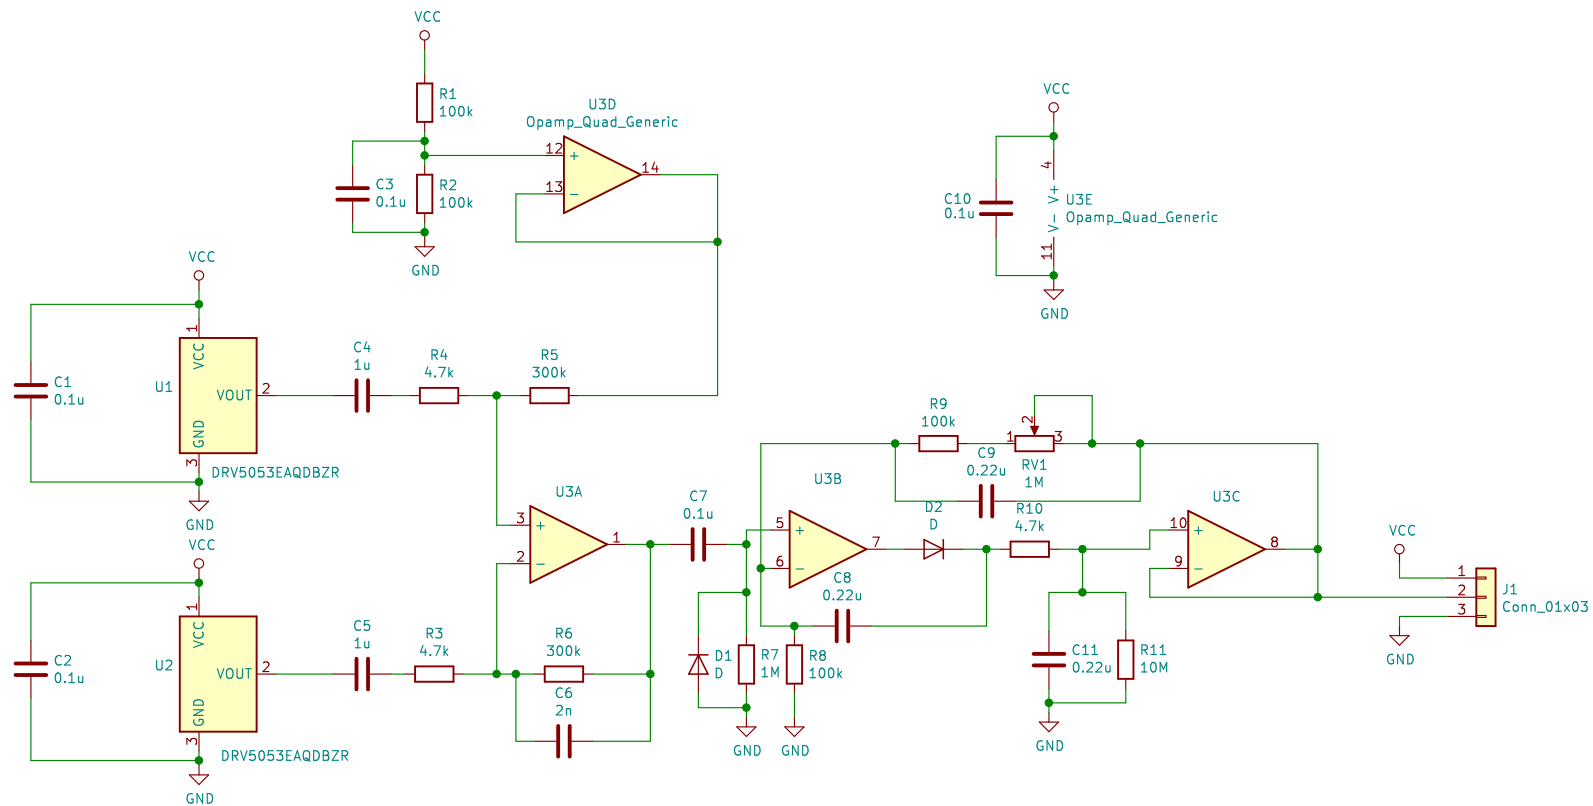 VCC
R1
100k
U3D
Opamp_Quad_Generic
12
+
13
−
14
C3
0.1u
R2
100k
GND
VCC
4
V+
V−
11
C10
0.1u
U3E
Opamp_Quad_Generic
GND
VCC
1
VCC
U1
VOUT
2
GND
3
C1
0.1u
DRV5053EAQDBZR
GND
C4
1u
R4
4.7k
R5
300k
VCC
1
VCC
U2
VOUT
2
GND
3
C2
0.1u
DRV5053EAQDBZR
GND
C5
1u
R3
4.7k
U3A
3
+
2
−
1
R6
300k
C6
2n
C7
0.1u
D1
D
R7
1M
GND
R8
100k
GND
U3B
5
+
6
−
7
C8
0.22u
R9
100k
1
2
3
RV1
1M
C9
0.22u
D2
D
R10
4.7k
C11
0.22u
R11
10M
GND
U3C
10
+
9
−
8
VCC
1
2
3
J1
Conn_01x03
GND